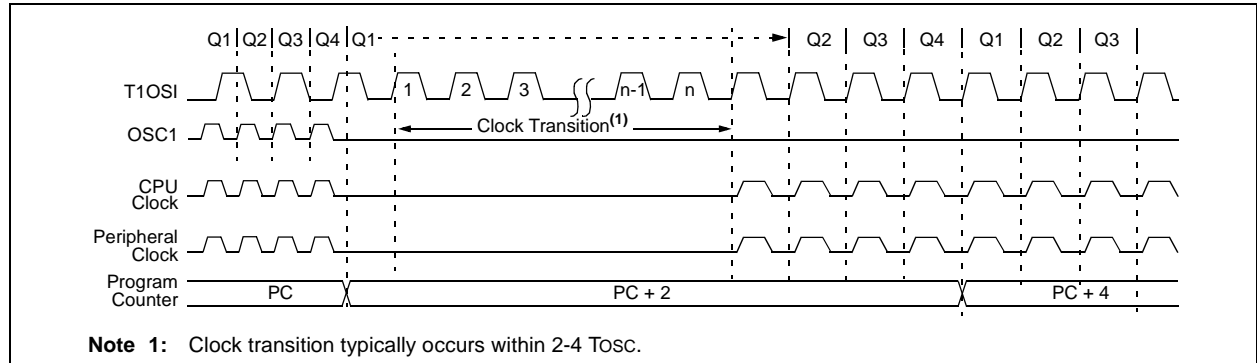 Q1 Q2 Q3 Q4 Q1 Q2 Q3 Q4 Q1 Q2 Q3
T1OSI 1 2 3 n-1 n
OSC1 Clock Transition(1)
CPU
Clock
Peripheral
Clock
Program
Counter PC PC + 2 PC + 4
Note 1: Clock transition typically occurs within 2-4 TOSC.